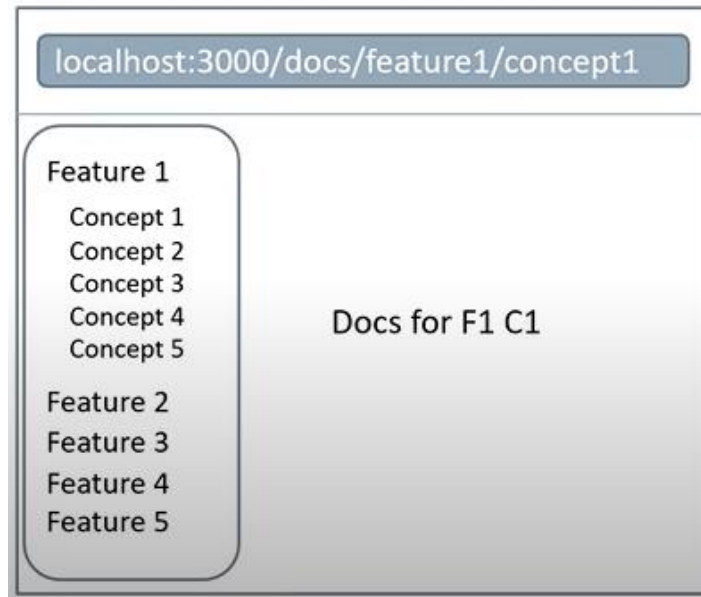 localhost:3000/docs/feature1/concept1
Feature 1
Concept 1
Concept 2
Concept 3
Concept 4
Concept 5
Feature 2
Feature 3
Feature 4
Feature 5
Docs for F1 C1